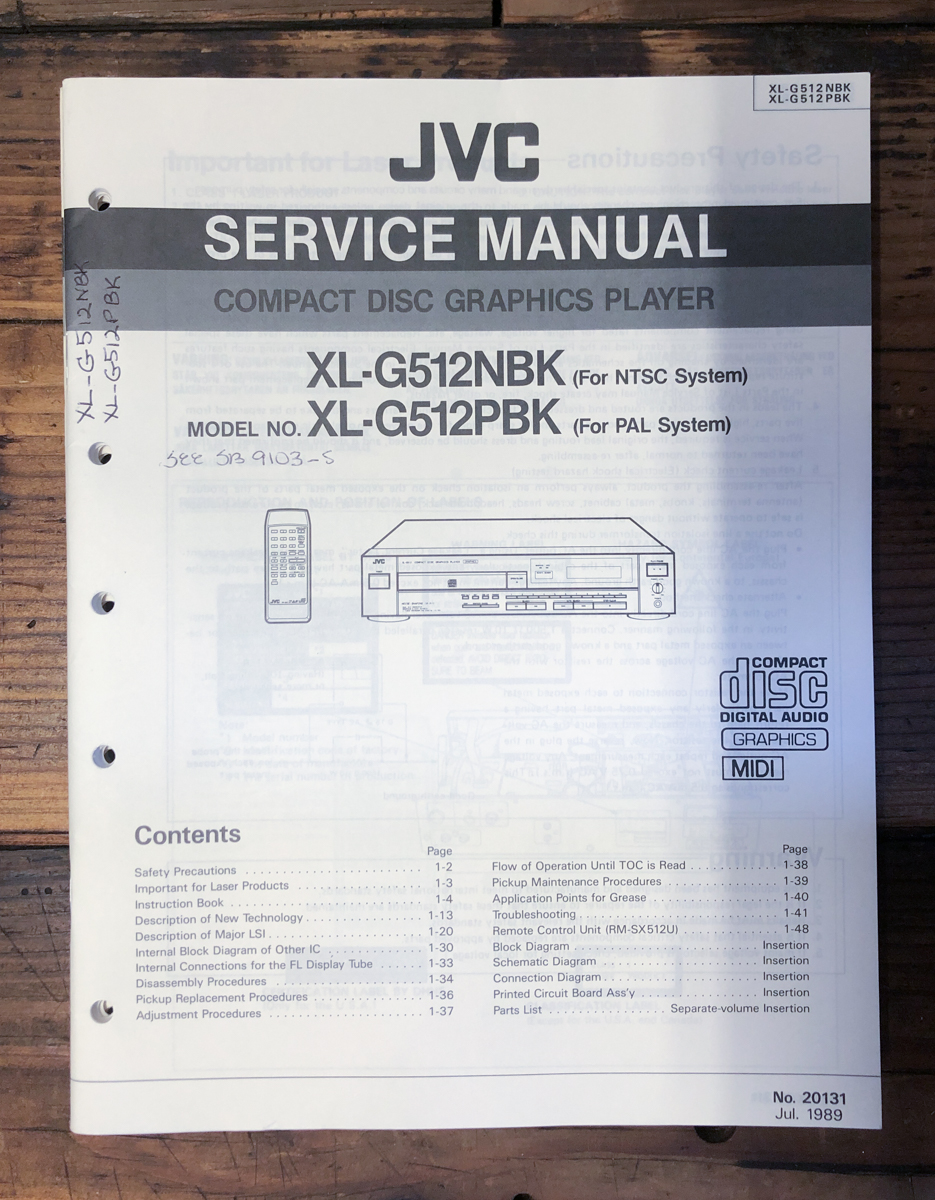 XL-G512NBK
XL-G512PBK
JVC
SERVICE MANUAL
COMPACT DISC GRAPHICS PLAYER
XL-G512NBK
XL-G512PBK
XL-G512NBK (For NTSC System)
MODEL NO. XL-G512PBK (For PAL System)
SEE SB 9103-S
JVC
JVC
COMPACT
disc
DIGITAL AUDIO
GRAPHICS
MIDI
Contents
Page
Safety Precautions . . . . . . . . . . . . . . . . . . . . . . . . 1-2
Important for Laser Products . . . . . . . . . . . . . . . . 1-3
Instruction Book . . . . . . . . . . . . . . . . . . . . . . . . . 1-4
Description of New Technology . . . . . . . . . . . . . . 1-13
Description of Major LSI . . . . . . . . . . . . . . . . . . . 1-20
Internal Block Diagram of Other IC . . . . . . . . . . . 1-30
Internal Connections for the FL Display Tube . . . . . . 1-33
Disassembly Procedures . . . . . . . . . . . . . . . . . . . 1-34
Pickup Replacement Procedures . . . . . . . . . . . . . 1-36
Adjustment Procedures . . . . . . . . . . . . . . . . . . . . 1-37
Page
Flow of Operation Until TOC is Read . . . . . . . . . . 1-38
Pickup Maintenance Procedures . . . . . . . . . . . . . 1-39
Application Points for Grease . . . . . . . . . . . . . . . 1-40
Troubleshooting . . . . . . . . . . . . . . . . . . . . . . . . . 1-41
Remote Control Unit (RM-SX512U) . . . . . . . . . . . 1-48
Block Diagram . . . . . . . . . . . . . . . . . . . . . . . Insertion
Schematic Diagram . . . . . . . . . . . . . . . . . . . Insertion
Connection Diagram . . . . . . . . . . . . . . . . . . Insertion
Printed Circuit Board Ass'y . . . . . . . . . . . . . Insertion
Parts List . . . . . . . . . . . . Separate-volume Insertion
No. 20131
Jul. 1989